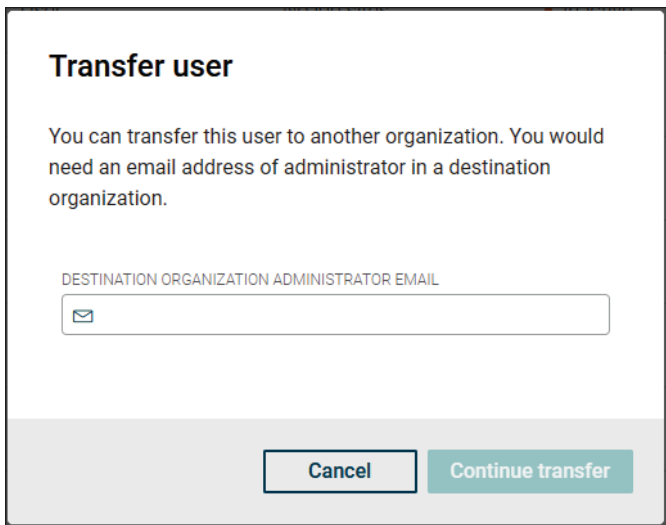 Transfer user
You can transfer this user to another organization. You would
need an email address of administrator in a destination
organization.
DESTINATION ORGANIZATION ADMINISTRATOR EMAIL
Cancel
Continue transfer